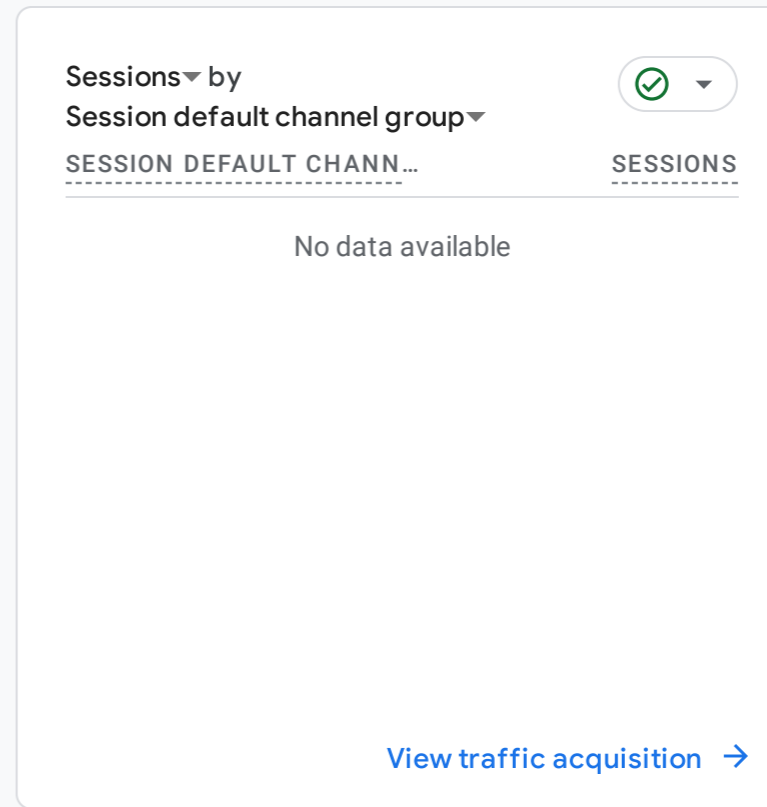 Sessions by
Session default channel group
SESSION DEFAULT CHANN… SESSIONS
No data available
View traffic acquisition